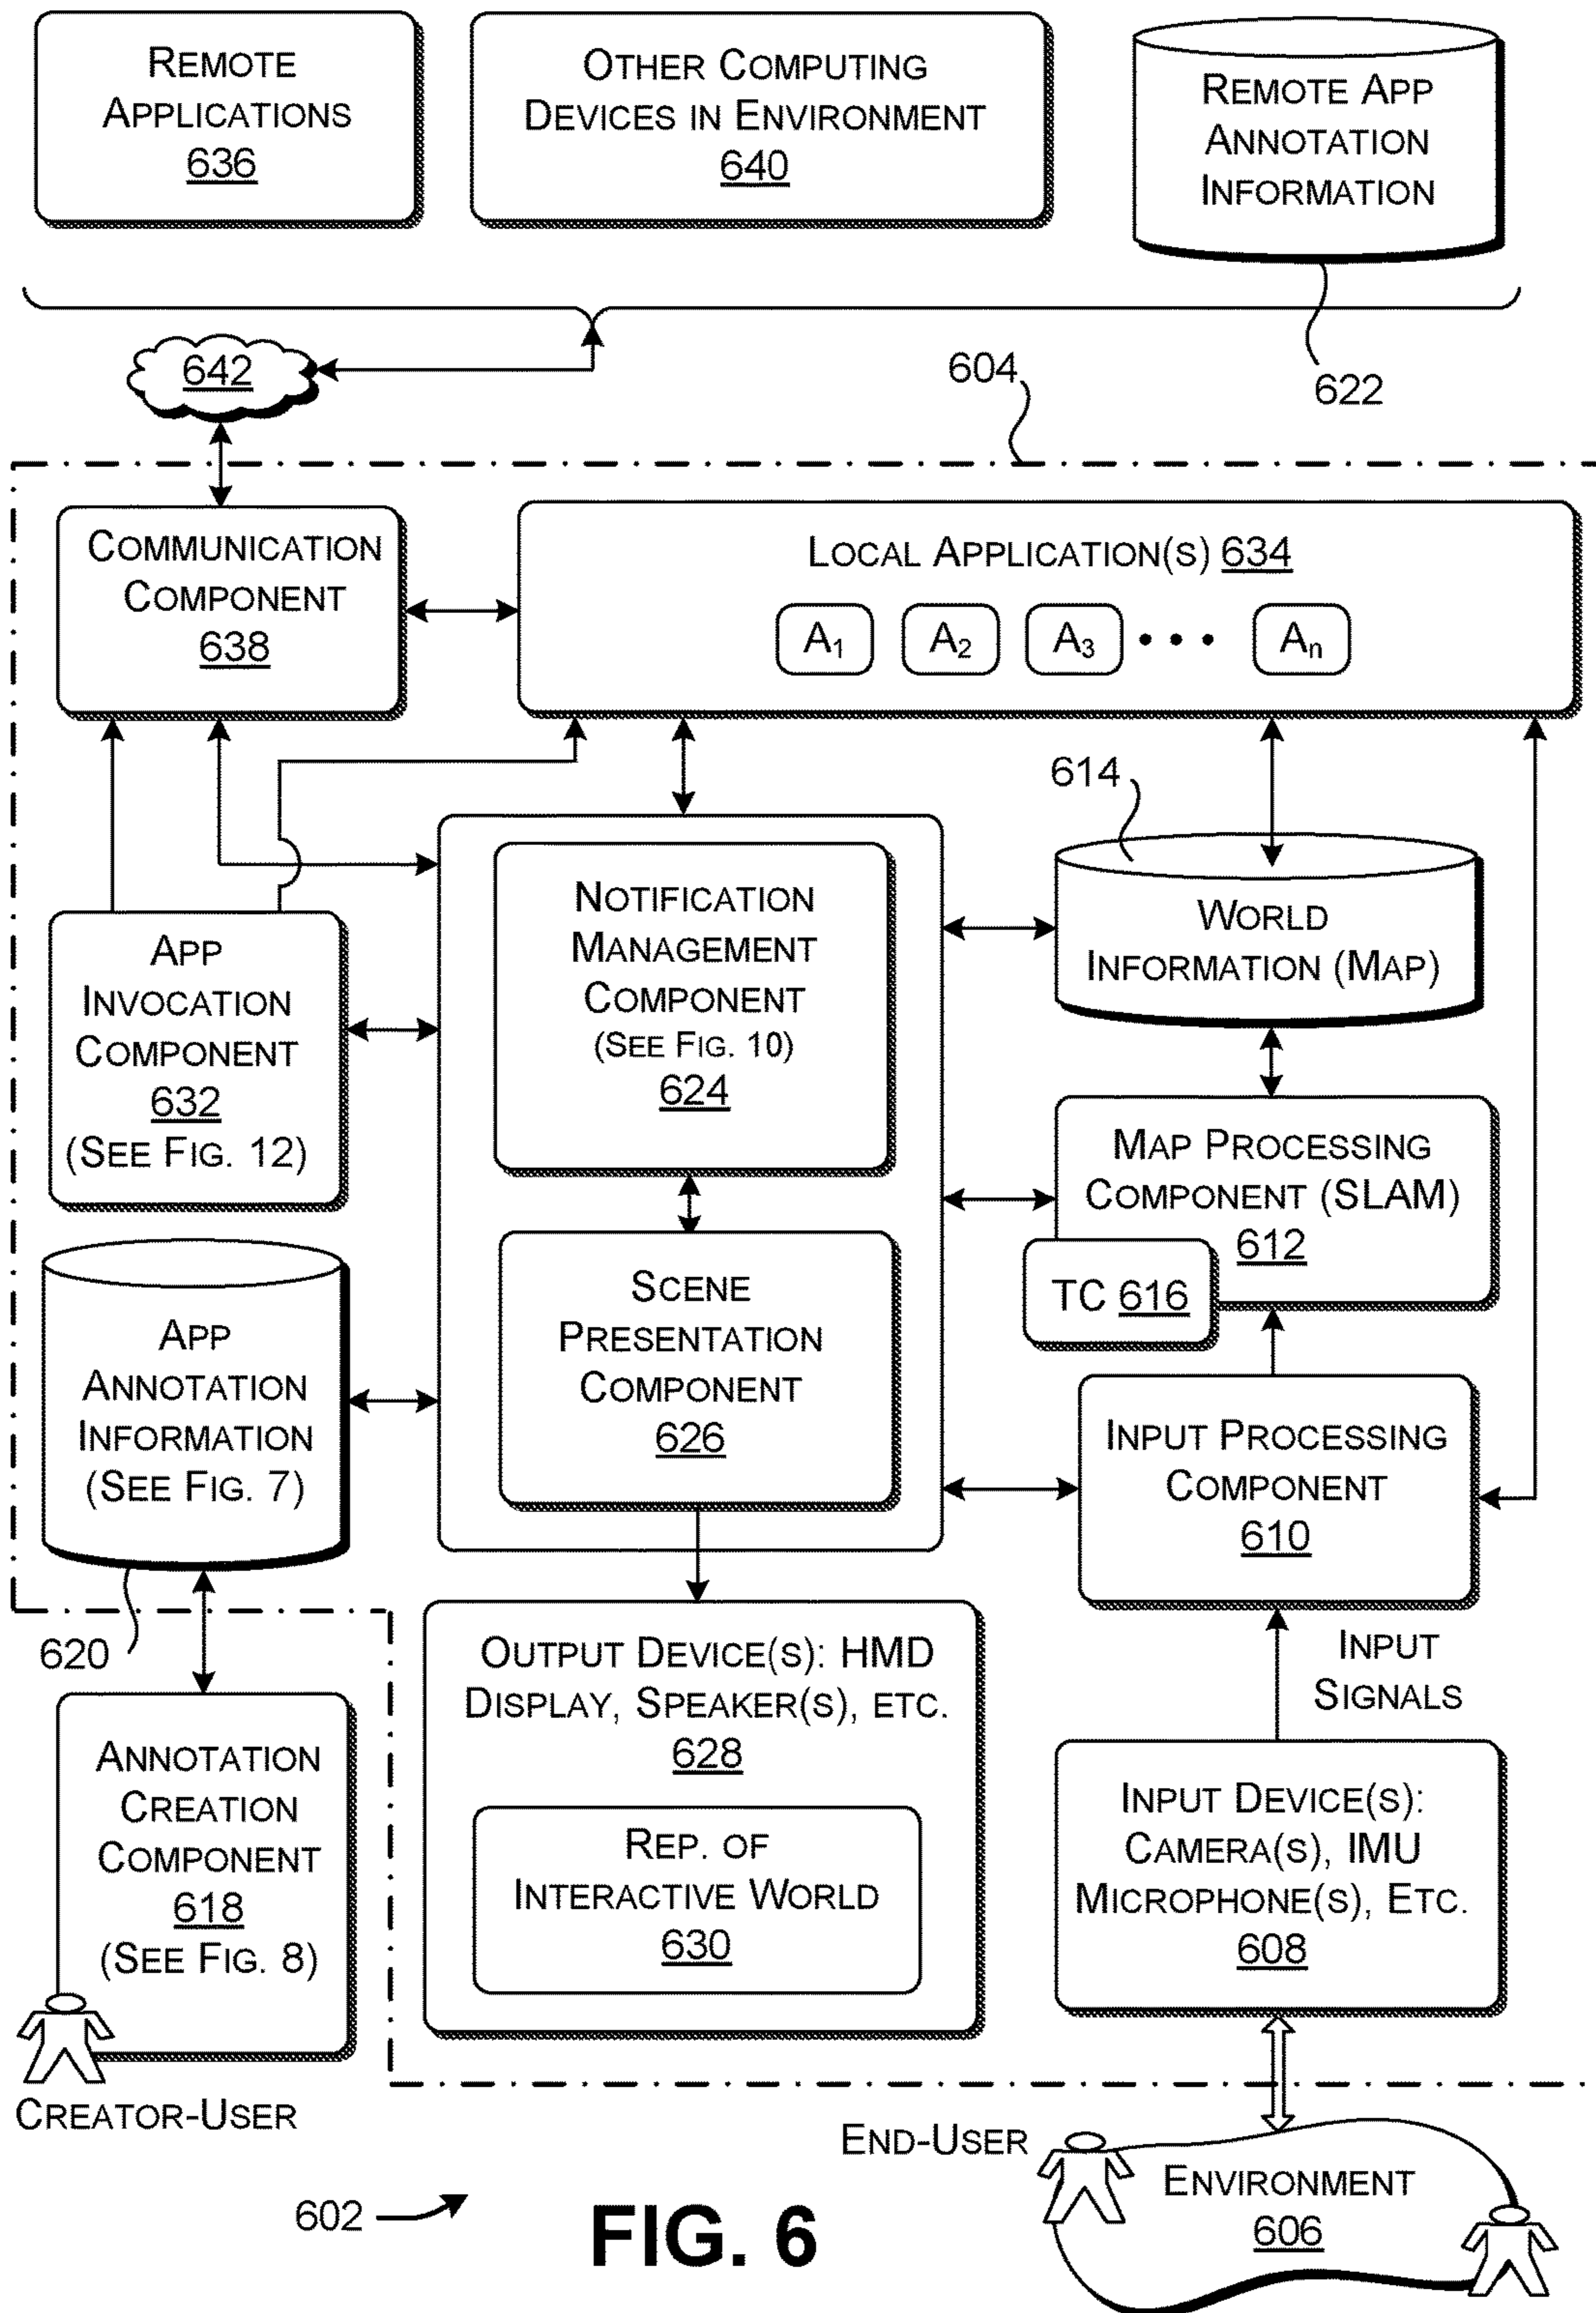 REMOTE
APPLICATIONS
636
OTHER COMPUTING
DEVICES IN ENVIRONMENT
640
REMOTE APP
ANNOTATION
INFORMATION
622
642
604
COMMUNICATION
COMPONENT
638
LOCAL APPLICATION(S) 634
A1 A2 A3 • • • An
614
NOTIFICATION
MANAGEMENT
COMPONENT
(SEE FIG. 10)
624
WORLD
INFORMATION (MAP)
APP
INVOCATION
COMPONENT
632
(SEE FIG. 12)
MAP PROCESSING
COMPONENT (SLAM)
612
TC 616
SCENE
PRESENTATION
COMPONENT
626
APP
ANNOTATION
INFORMATION
(SEE FIG. 7)
620
INPUT PROCESSING
COMPONENT
610
INPUT
SIGNALS
OUTPUT DEVICE(S): HMD
DISPLAY, SPEAKER(S), ETC.
628
REP. OF
INTERACTIVE WORLD
630
ANNOTATION
CREATION
COMPONENT
618
(SEE FIG. 8)
CREATOR-USER
INPUT DEVICE(S):
CAMERA(S), IMU
MICROPHONE(S), ETC.
608
END-USER
ENVIRONMENT
606
602
FIG. 6